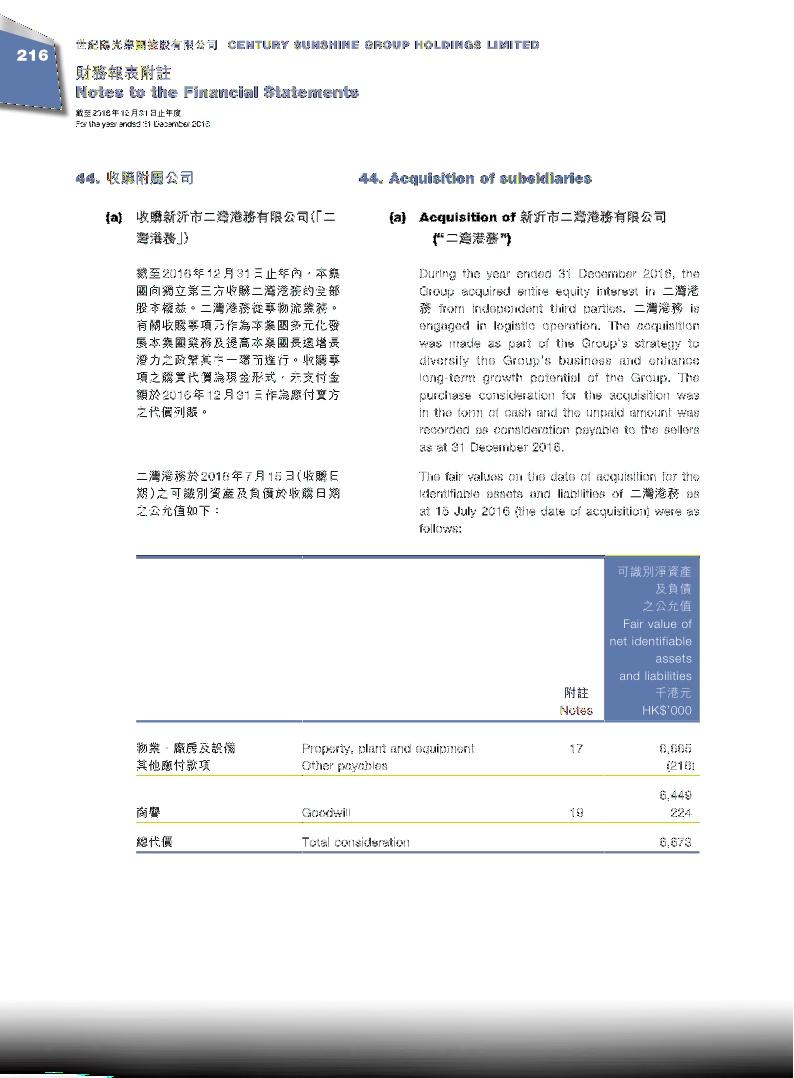 216
世紀陽光集團控股有限公司 CENTURY SUNSHINE GROUP HOLDINGS LIMITED
財務報表附註
Notes to the Financial Statements
截至2016年12月31日止年度
For the year ended 31 December 2016
44. 收購附屬公司
(a) 收購新沂市二灣港務有限公司(「二
灣港務」)
截至2016年12月31日止年內，本集
團向獨立第三方收購二灣港務的全部
股本權益。二灣港務從事物流業務。
有關收購事項乃作為本集團多元化發
展本集團業務及提高本集團長遠增長
潛力之政策其中一環而進行。收購事
項之購買代價為現金形式，未支付金
額於2016年12月31日作為應付賣方
之代價列賬。
二灣港務於2016年7月15日(收購日
期)之可識別資產及負債於收購日期
之公允值如下：
44. Acquisition of subsidiaries
(a) Acquisition of 新沂市二灣港務有限公司
(“二灣港務”)
During the year ended 31 December 2016, the
Group acquired entire equity interest in 二灣港
務 from independent third parties. 二灣港務 is
engaged in logistic operation. The acquisition
was made as part of the Group's strategy to
diversify the Group's business and enhance
long-term growth potential of the Group. The
purchase consideration for the acquisition was
in the form of cash and the unpaid amount was
recorded as consideration payable to the sellers
as at 31 December 2016.
The fair values on the date of acquisition for the
identifiable assets and liabilities of 二灣港務 as
at 15 July 2016 (the date of acquisition) were as
follows:
可識別淨資產
及負債
之公允值
Fair value of
net identifiable
assets
and liabilities
附註 千港元
Notes HK$'000
物業、廠房及設備 Property, plant and equipment 17 6,665
其他應付款項 Other payables (216)
6,449
商譽 Goodwill 19 224
總代價 Total consideration 6,673